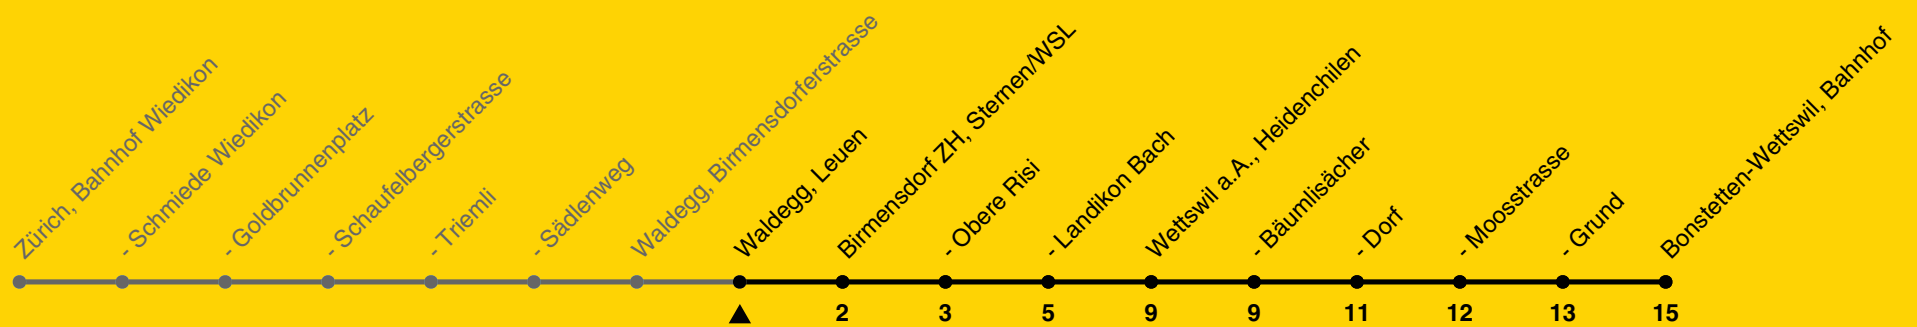 Zürich, Bahnhof Wiedikon
- Schmiede Wiedikon
- Goldbrunnenplatz
- Schaufelbergerstrasse
- Triemli
- Sädlenweg
Waldegg, Birmensdorferstrasse
Waldegg, Leuen
Birmensdorf ZH, Sternen/WSL
- Obere Risi
- Landikon Bach
Wettswil a.A., Heidenchilen
- Bäumlisächer
- Dorf
- Moosstrasse
- Grund
Bonstetten-Wettswil, Bahnhof
2 3 5 9 9 11 12 13 15